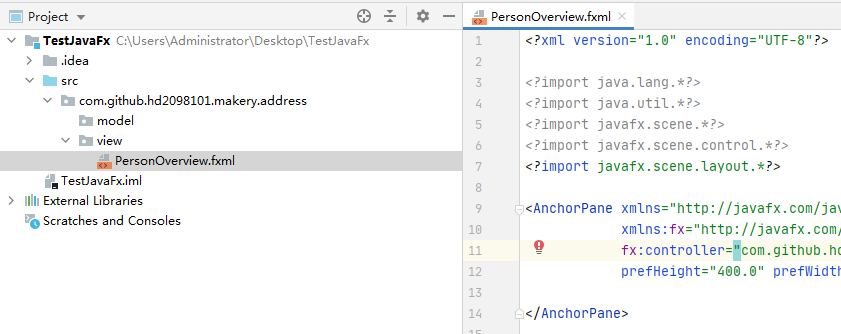 Project
TestJavaFx C:\Users\Administrator\Desktop\TestJavaFx
.idea
src
com.github.hd2098101.makery.address
model
view
PersonOverview.fxml
TestJavaFx.iml
External Libraries
Scratches and Consoles
PersonOverview.fxml
1 <?xml version="1.0" encoding="UTF-8"?>
2
3 <?import java.lang.*?>
4 <?import java.util.*?>
5 <?import javafx.scene.*?>
6 <?import javafx.scene.control.*?>
7 <?import javafx.scene.layout.*?>
8
9 <AnchorPane xmlns="http://javafx.com/jav
10 xmlns:fx="http://javafx.com/
11 fx:controller="com.github.hd
12 prefHeight="400.0" prefWidth
13
14 </AnchorPane>
15